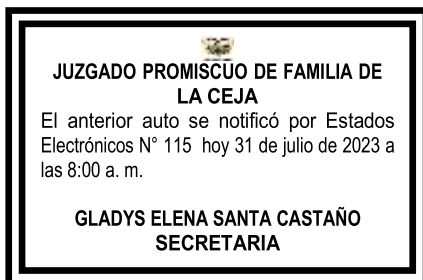 JUZGADO PROMISCUO DE FAMILIA DE
LA CEJA
El anterior auto se notificó por Estados
Electrónicos N° 115 hoy 31 de julio de 2023 a
las 8:00 a. m.
GLADYS ELENA SANTA CASTAÑO
SECRETARIA